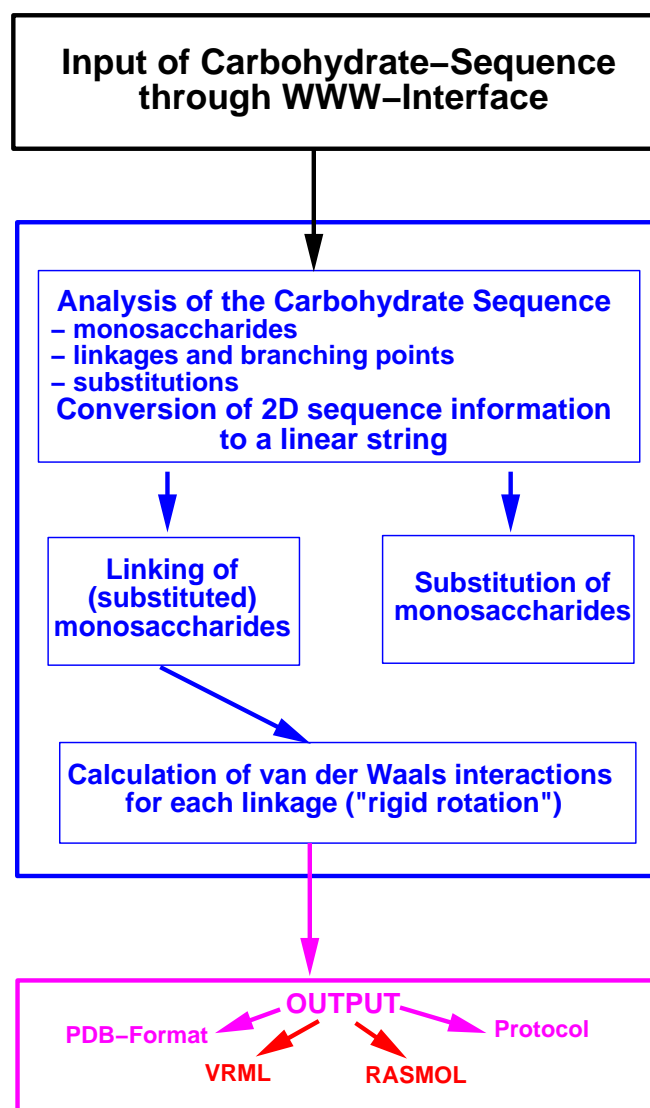 Input of Carbohydrate–Sequence
through WWW–Interface
Analysis of the Carbohydrate Sequence
– monosaccharides
– linkages and branching points
– substitutions
Conversion of 2D sequence information
to a linear string
Linking of
(substituted)
monosaccharides
Substitution of
monosaccharides
Calculation of van der Waals interactions
for each linkage ("rigid rotation")
OUTPUT
PDB–Format
Protocol
VRML
RASMOL